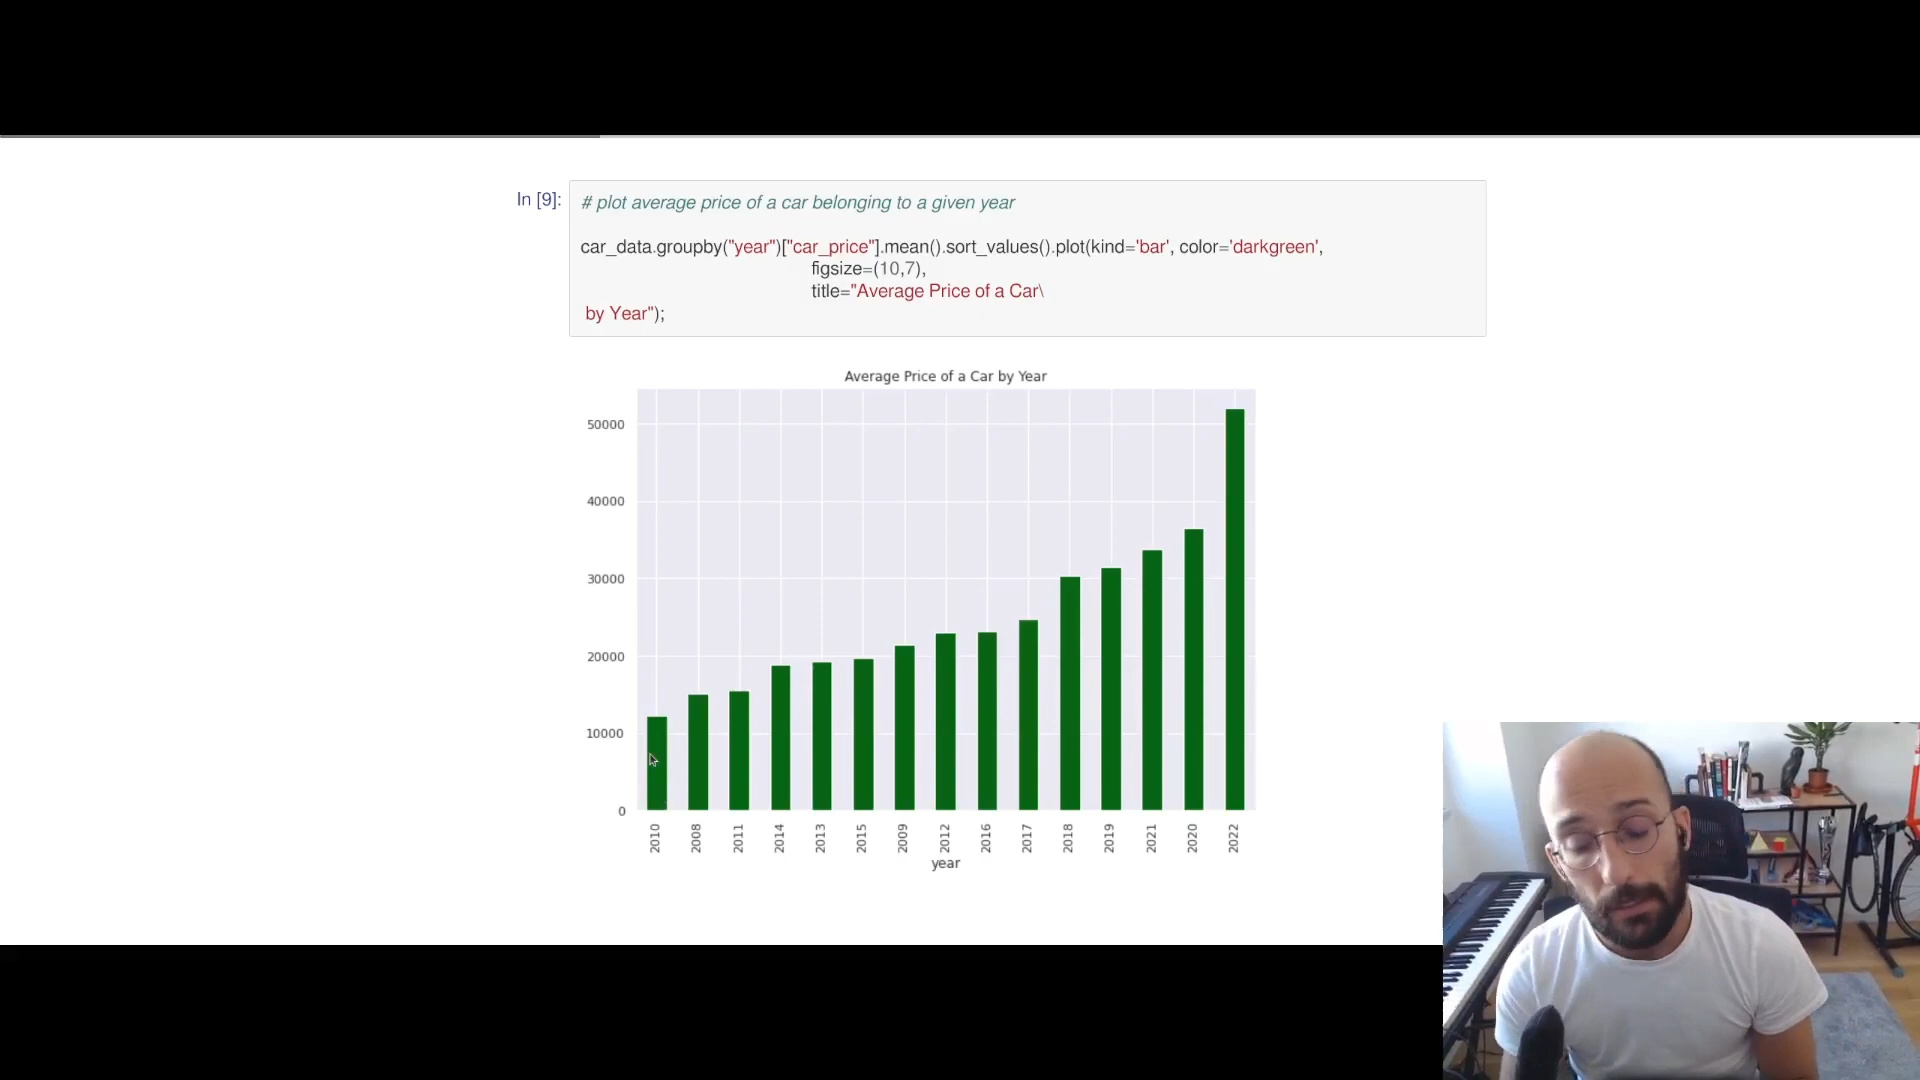 In [9]:
# plot average price of a car belonging to a given year
car_data.groupby("year")["car_price"].mean().sort_values().plot(kind='bar', color='darkgreen',
figsize=(10,7),
title="Average Price of a Car\
by Year");
Average Price of a Car by Year
50000
40000
30000
20000
10000
0
2010 2008 2011 2014 2013 2015 2009 2012 2016 2017 2018 2019 2021 2020 2022
year